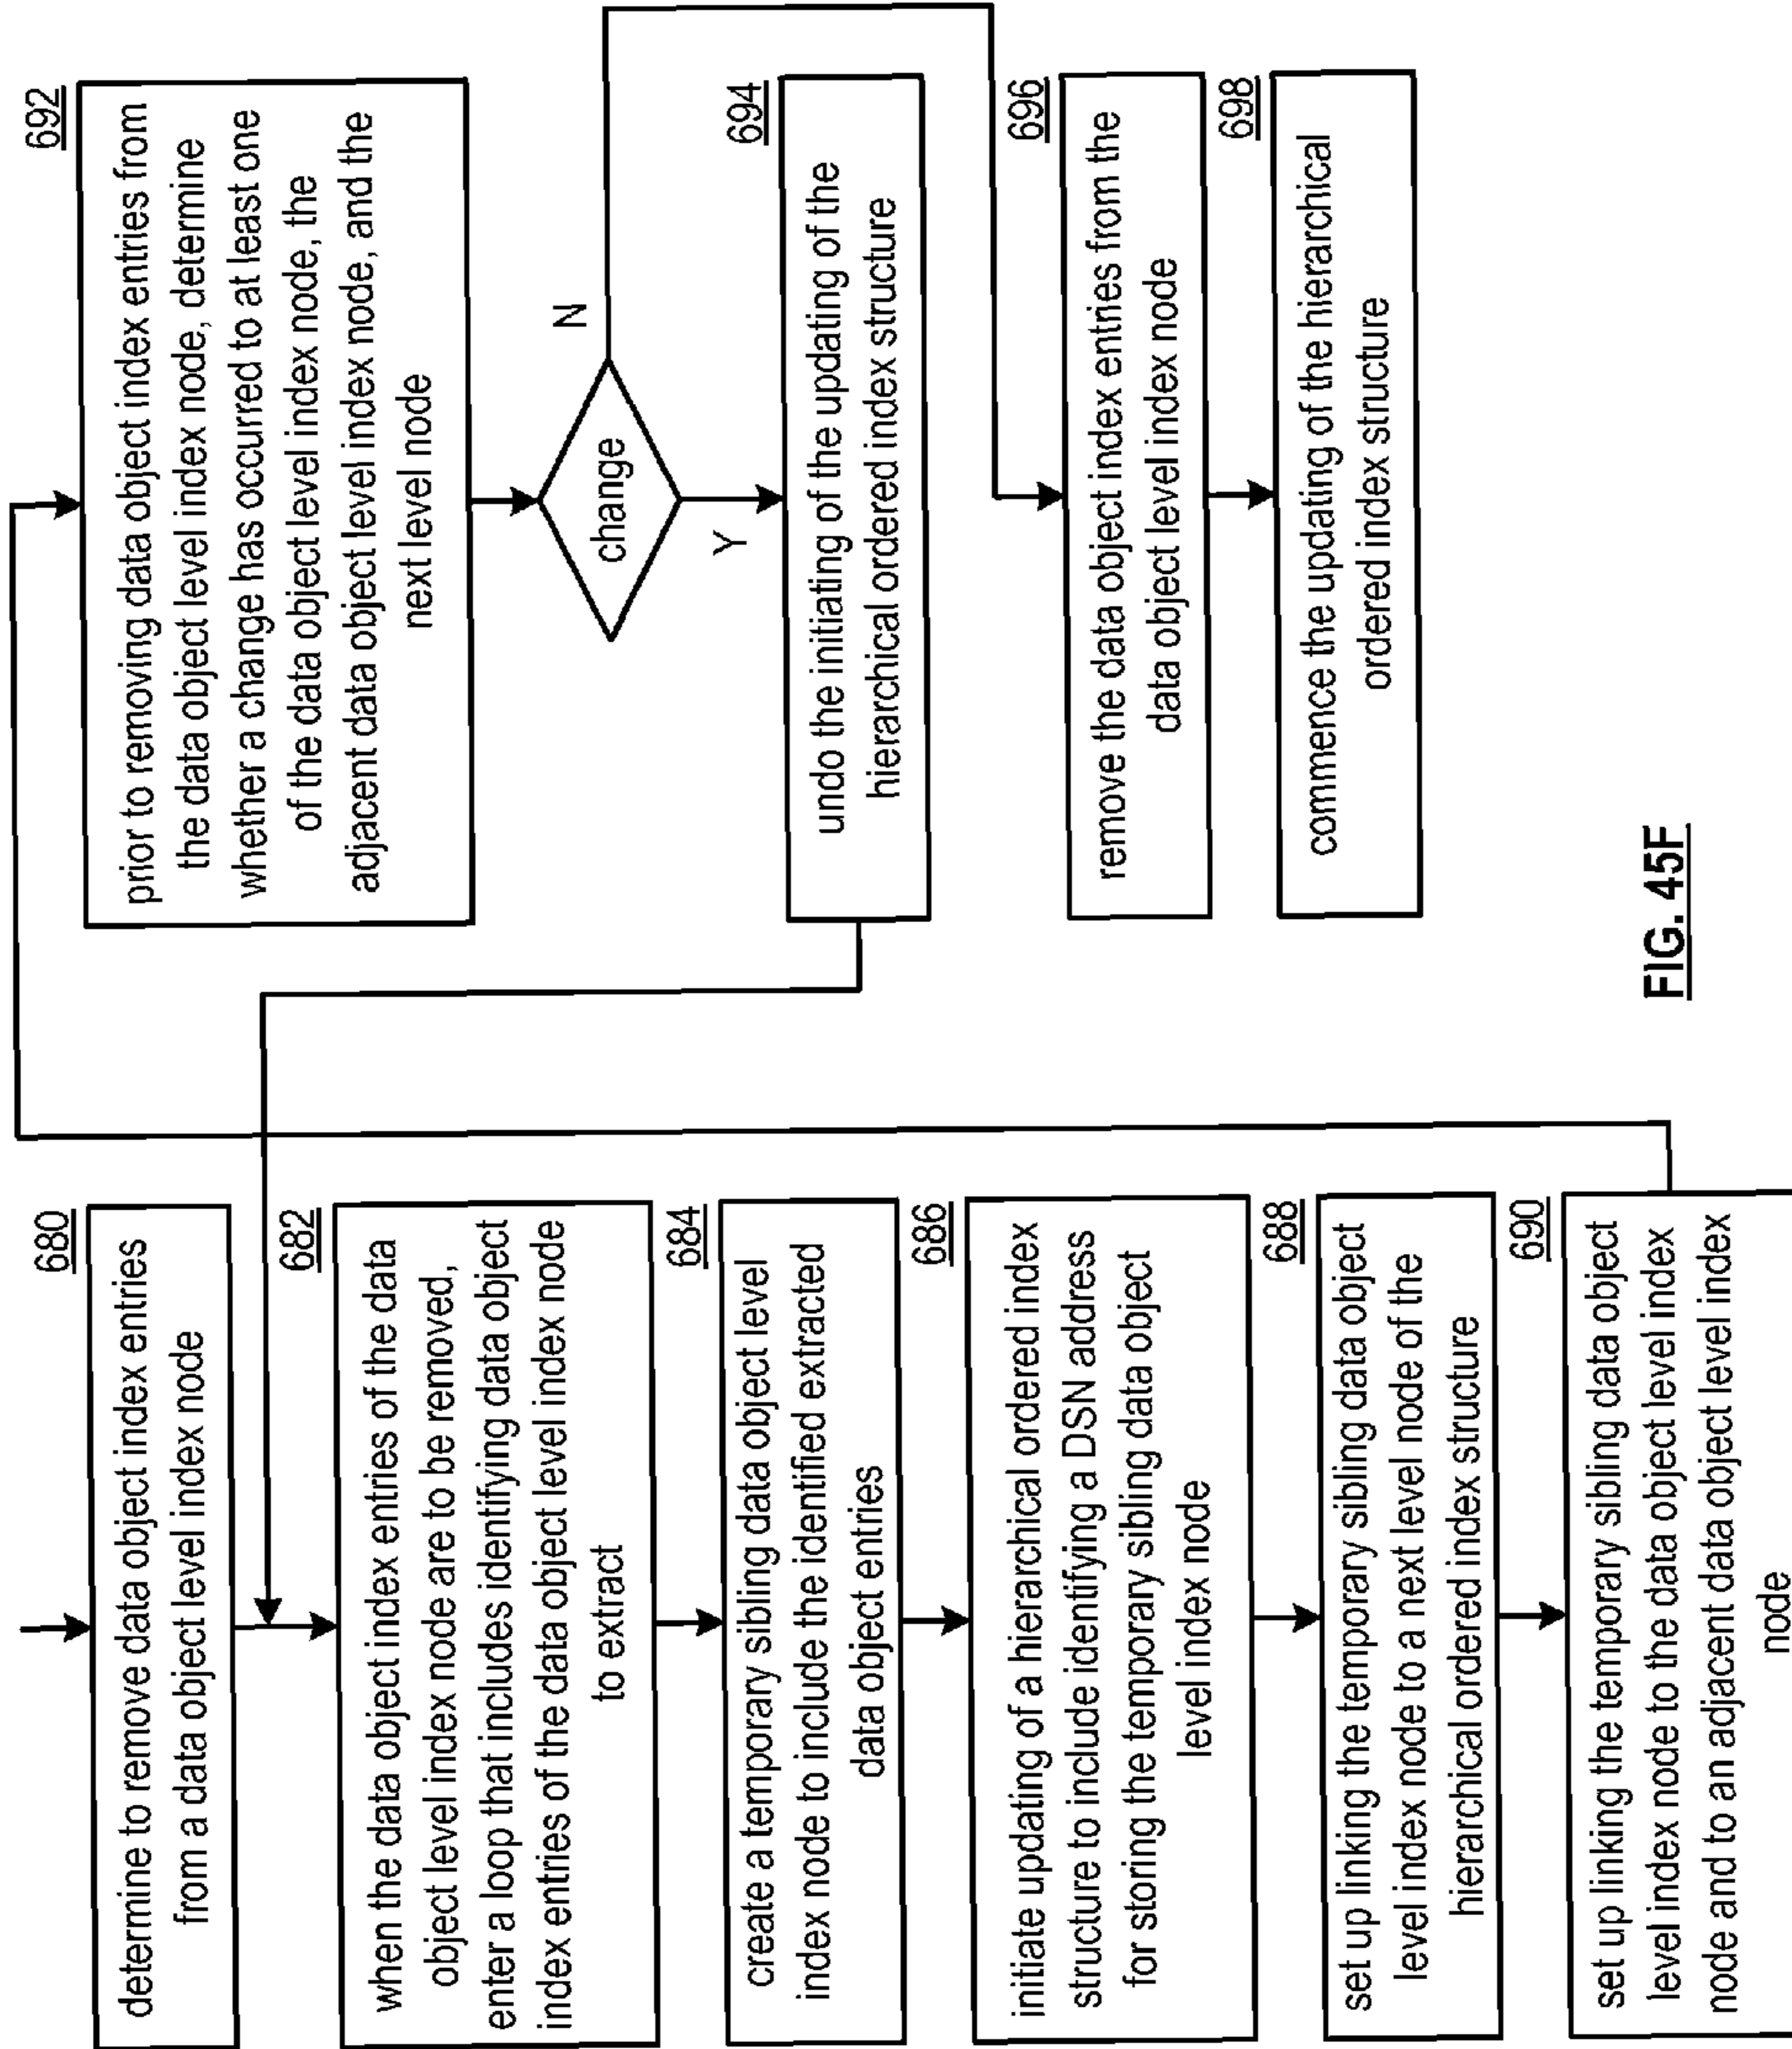 680
determine to remove data object index entries
from a data object level index node
682
when the data object index entries of the data
object level index node are to be removed,
enter a loop that includes identifying data object
index entries of the data object level index node
to extract
684
create a temporary sibling data object level
index node to include the identified extracted
data object entries
686
initiate updating of a hierarchical ordered index
structure to include identifying a DSN address
for storing the temporary sibling data object
level index node
688
set up linking the temporary sibling data object
level index node to a next level node of the
hierarchical ordered index structure
690
set up linking the temporary sibling data object
level index node to the data object level index
node and to an adjacent data object level index
node
692
prior to removing data object index entries from
the data object level index node, determine
whether a change has occurred to at least one
of the data object level index node, the
adjacent data object level index node, and the
next level node
change
N
Y
694
undo the initiating of the updating of the
hierarchical ordered index structure
696
remove the data object index entries from the
data object level index node
698
commence the updating of the hierarchical
ordered index structure
FIG. 45F